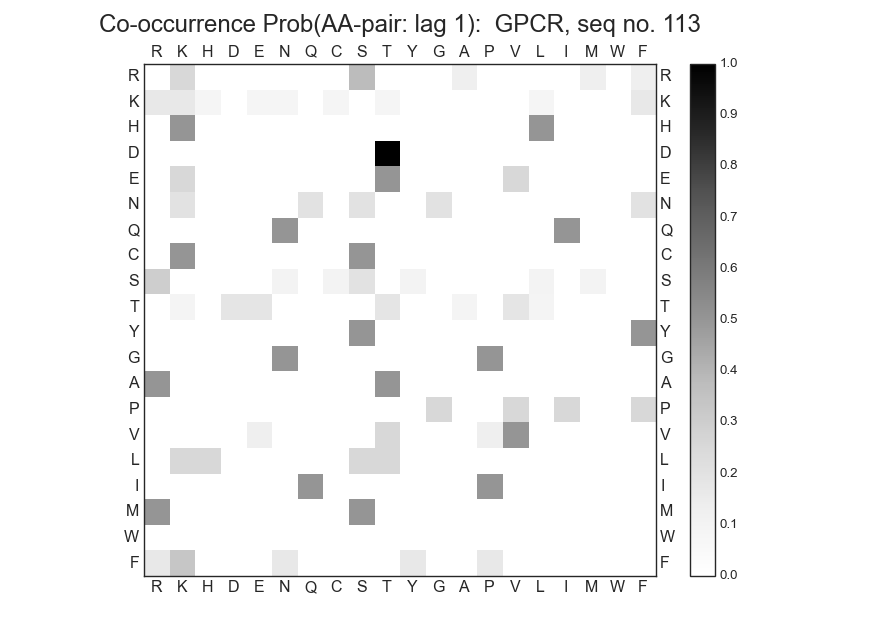 Co-occurrence Prob(AA-pair: lag 1):  GPCR, seq no. 113
R K H D E N Q C S T Y G A P V L I M W F
R R
K K
H H
D D
E E
N N
Q Q
C C
S S
T T
Y Y
G G
A A
P P
V V
L L
I I
M M
W W
F F
R K H D E N Q C S T Y G A P V L I M W F
1.0
0.9
0.8
0.7
0.6
0.5
0.4
0.3
0.2
0.1
0.0